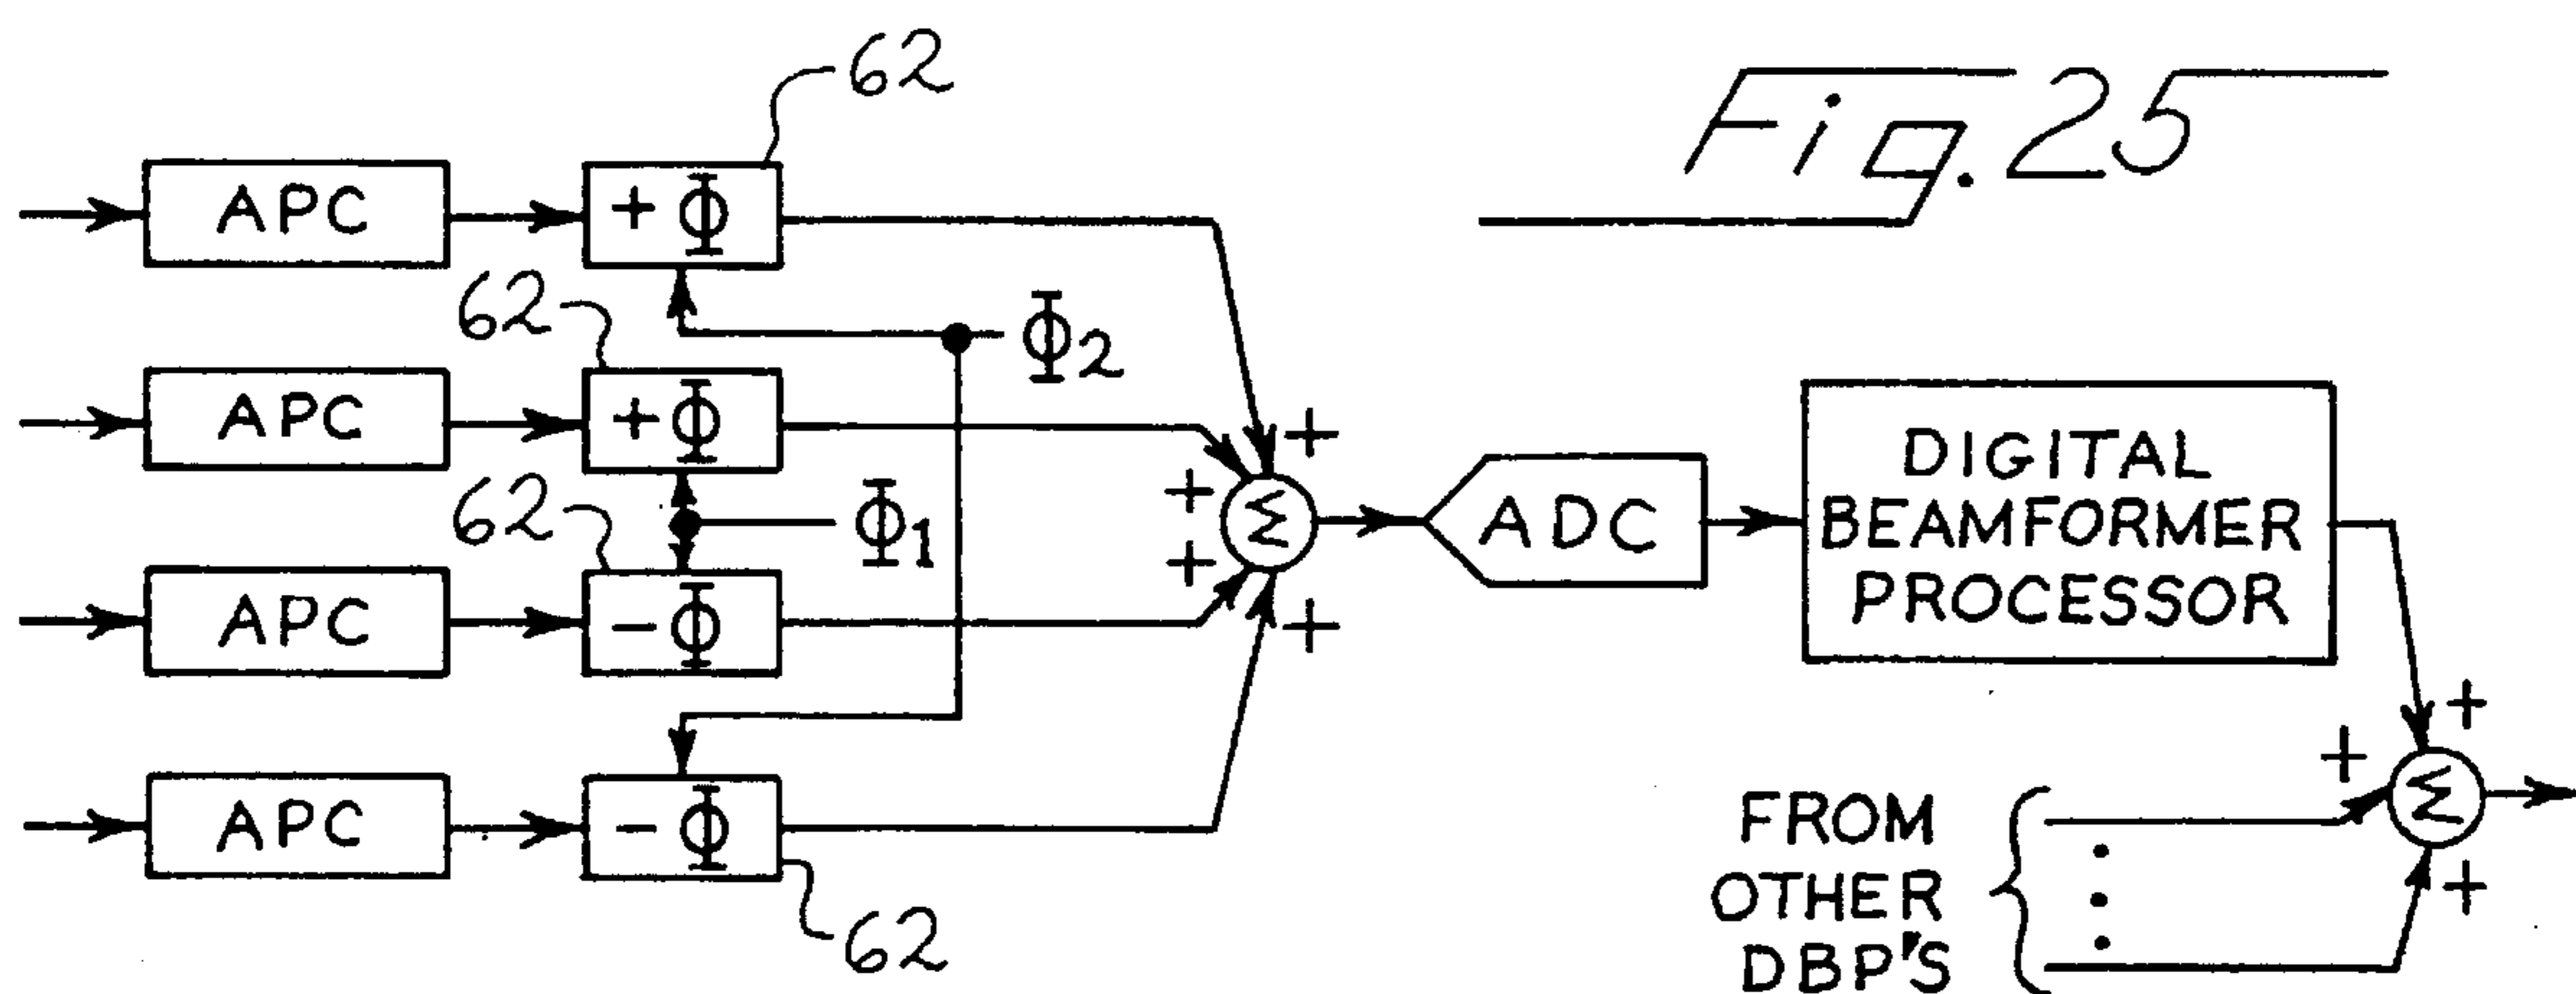 Fig. 25
62
APC
+ Φ
Φ2
62
APC
+ Φ
+
+
Φ1
62
APC
− Φ
+
+
Σ
ADC
DIGITAL
BEAMFORMER
PROCESSOR
APC
− Φ
62
+
+
+
Σ
FROM
OTHER
DBP'S